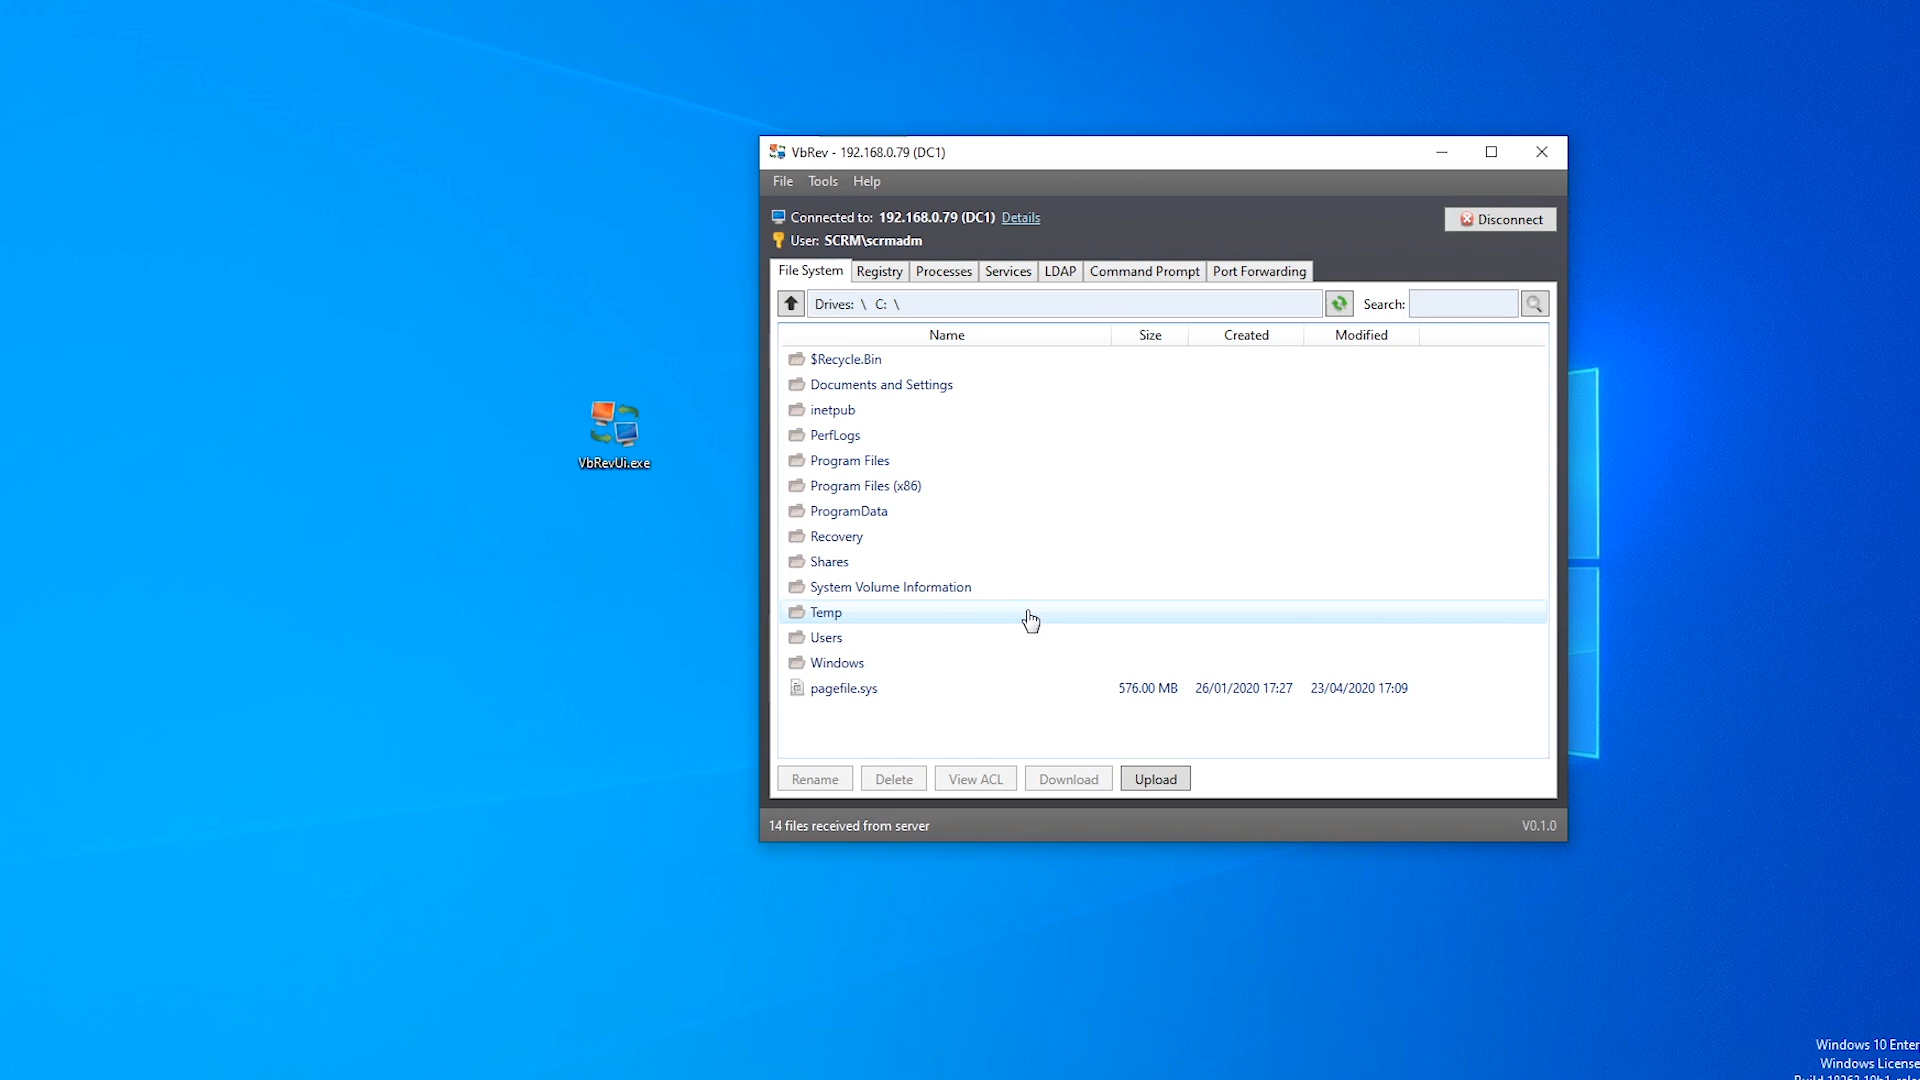 VbRev - 192.168.0.79 (DC1)
File Tools Help
Connected to: 192.168.0.79 (DC1) Details
Disconnect
User: SCRM\scrmadm
File System Registry Processes Services LDAP Command Prompt Port Forwarding
Drives: \ C: \
Search:
Name Size Created Modified
$Recycle.Bin
Documents and Settings
inetpub
PerfLogs
Program Files
Program Files (x86)
ProgramData
Recovery
Shares
System Volume Information
Temp
Users
Windows
pagefile.sys 576.00 MB 26/01/2020 17:27 23/04/2020 17:09
Rename Delete View ACL Download Upload
14 files received from server
V0.1.0
VbRevUi.exe
Windows 10 Enter
Windows License